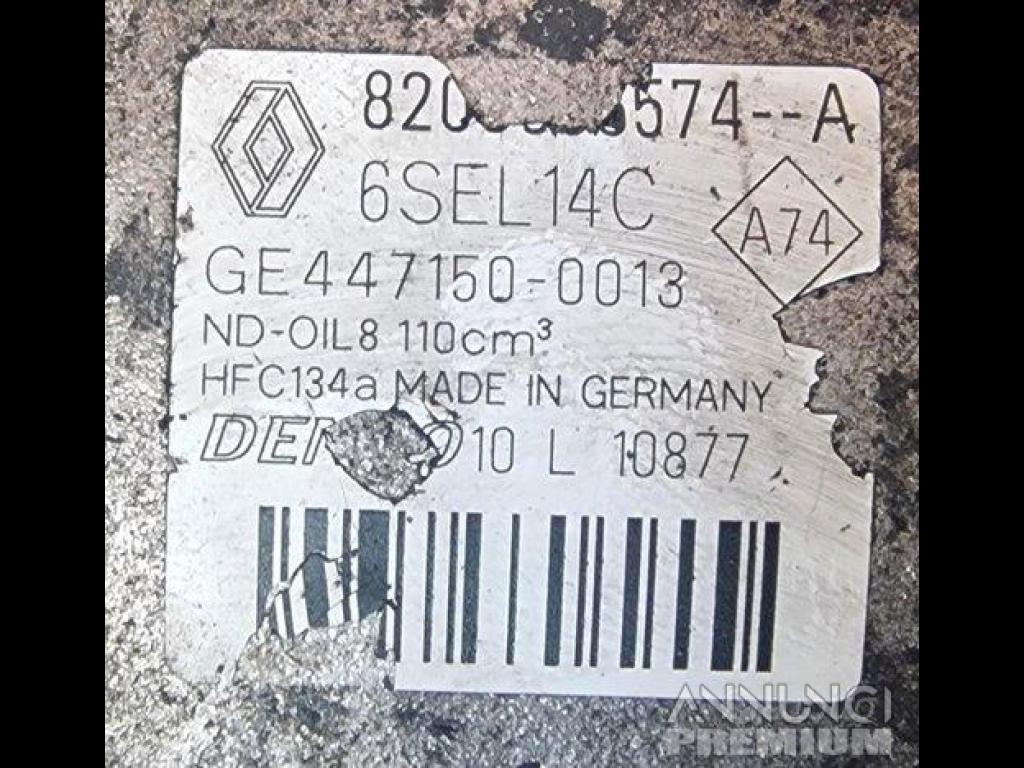 6SEL14C
A74
GE447150-0013
ND-OIL8 110cm³
HFC134a MADE IN GERMANY
10 L 10877
ANNUNCI
PREMIUM